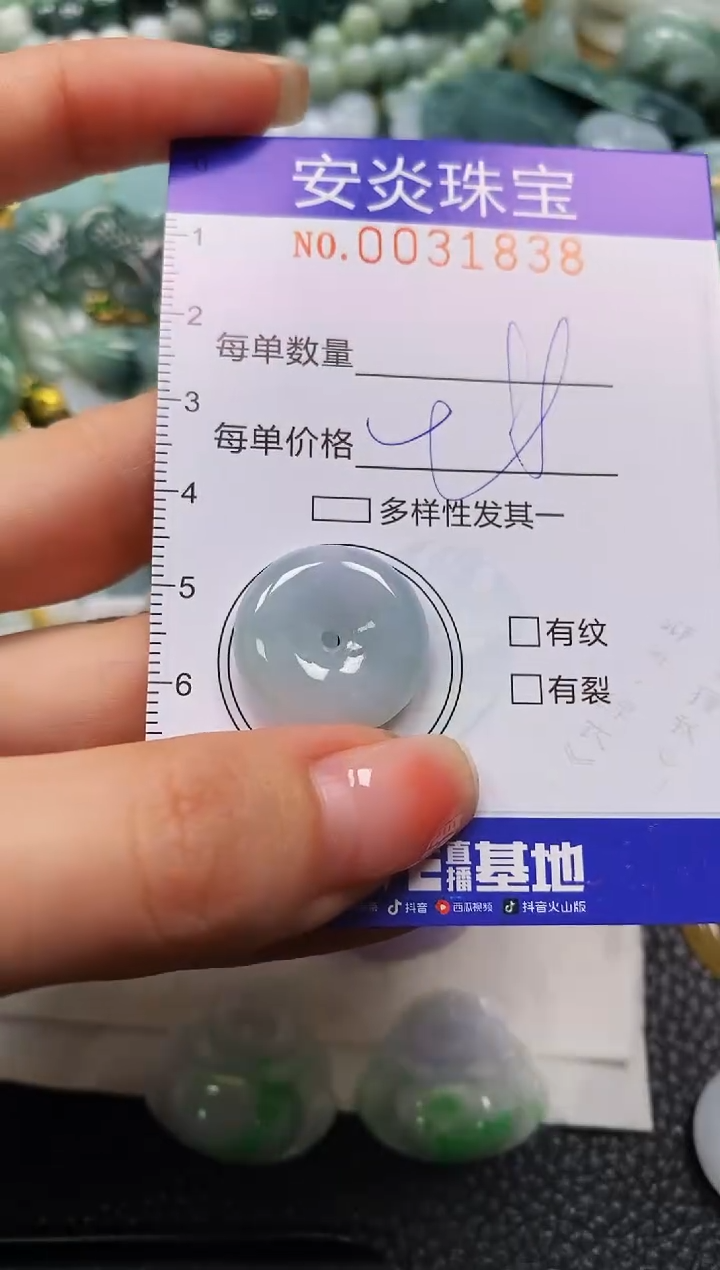 安炎珠宝
NO.0031838
1
2
每单数量
3
每单价格
4
多样性发其一
5
有纹
6
有裂
直播基地
抖音 西瓜视频 抖音火山版